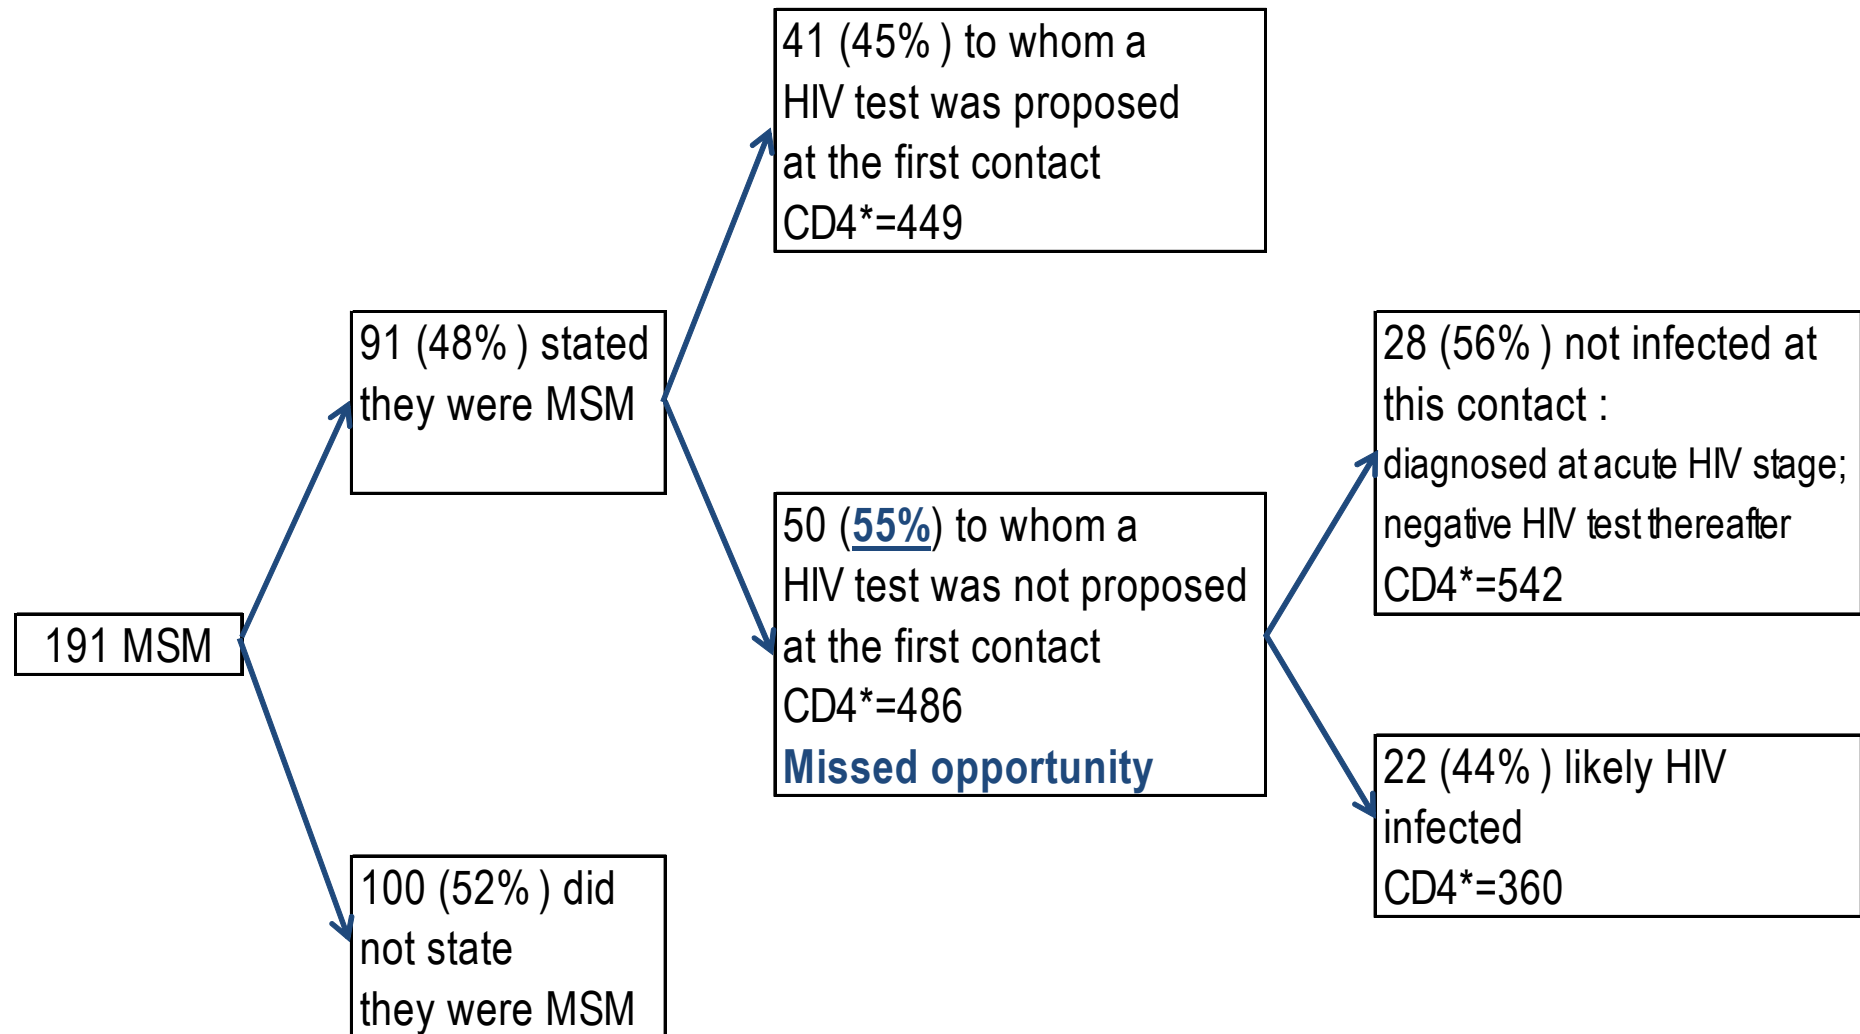 191 MSM
91 (48% ) stated
they were MSM
100 (52% ) did
not state
they were MSM
41 (45% ) to whom a
HIV test was proposed
at the first contact
CD4*=449
50 (55%) to whom a
HIV test was not proposed
at the first contact
CD4*=486
Missed opportunity
28 (56% ) not infected at
this contact :
diagnosed at acute HIV stage;
negative HIV test thereafter
CD4*=542
22 (44% ) likely HIV
infected
CD4*=360